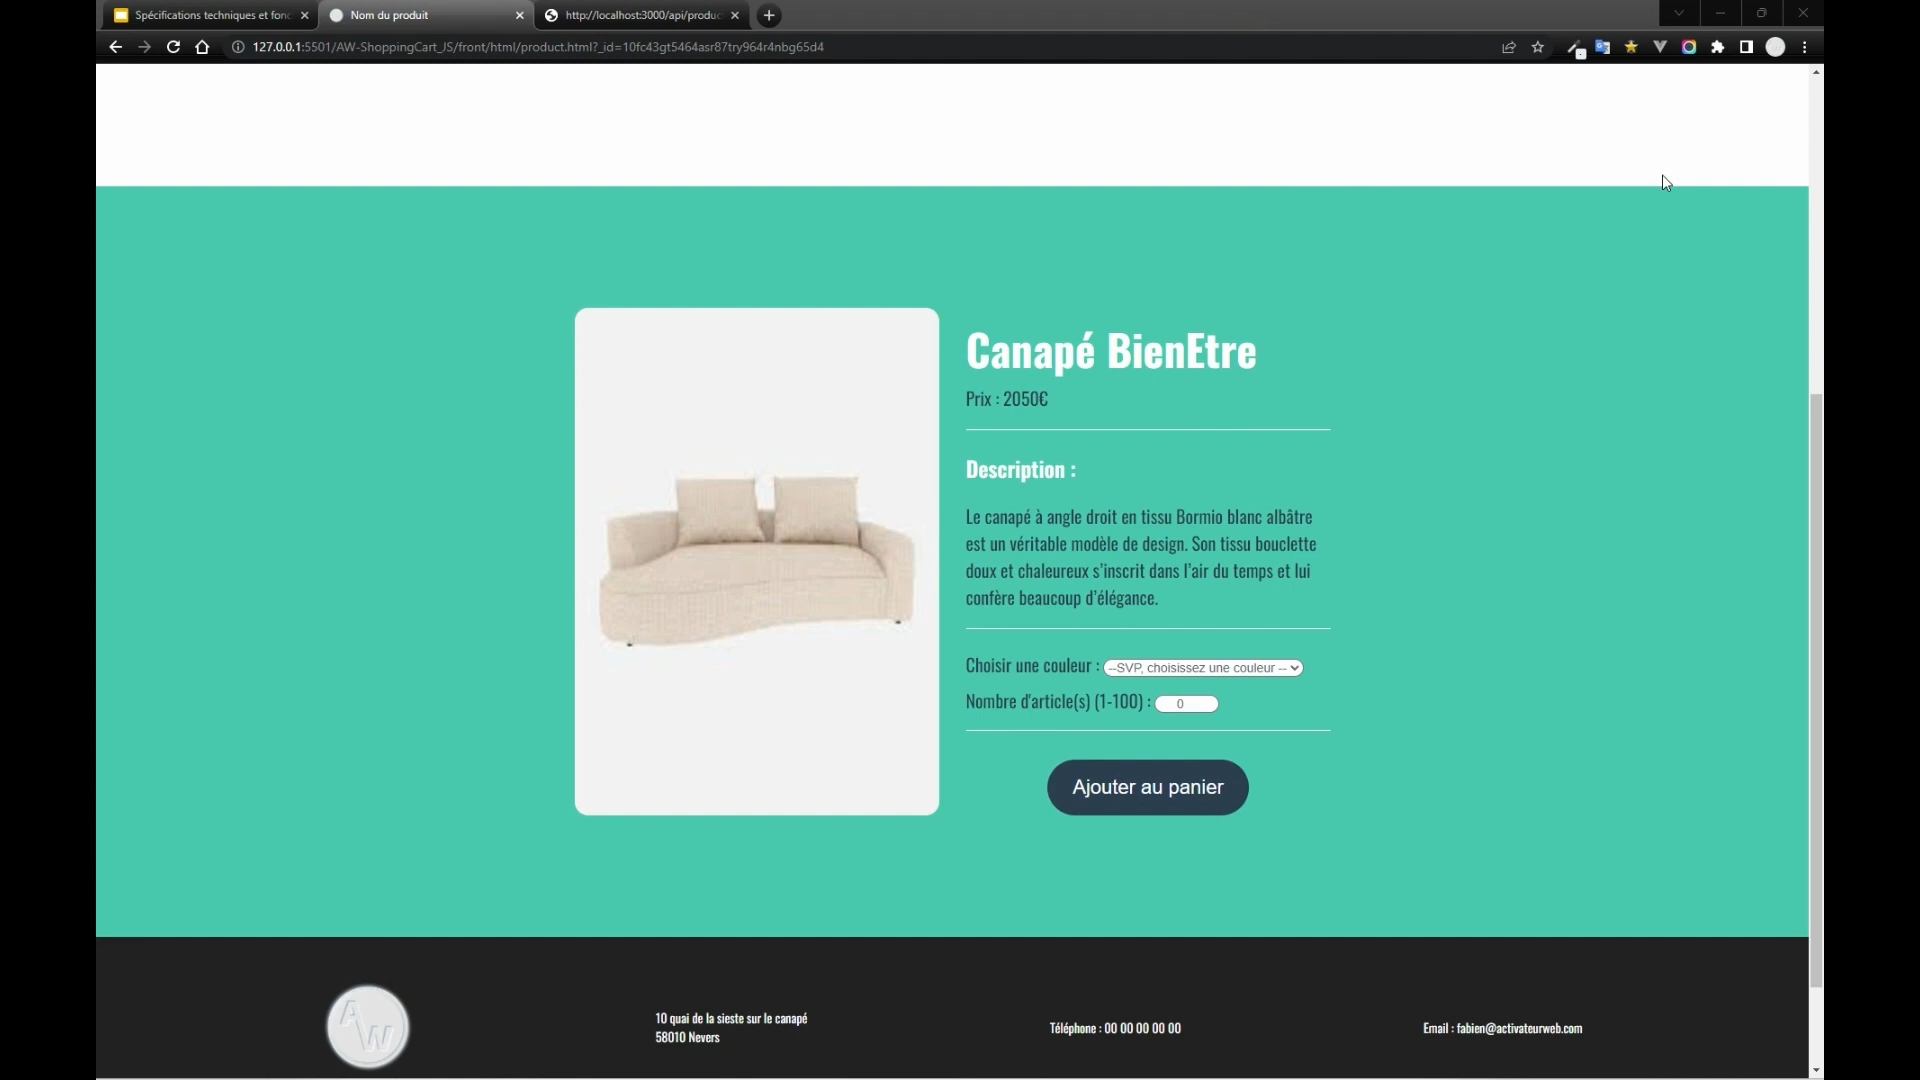 Spécifications techniques et fonc
Nom du produit
http://localhost:3000/api/produc
127.0.0.1:5501/AW-ShoppingCart_JS/front/html/product.html?_id=10fc43gt5464asr87try964r4nbg65d4
Canapé BienEtre
Prix : 2050€
Description :
Le canapé à angle droit en tissu Bormio blanc albâtre
est un véritable modèle de design. Son tissu bouclette
doux et chaleureux s’inscrit dans l’air du temps et lui
confère beaucoup d’élégance.
Choisir une couleur : --SVP, choisissez une couleur --
Nombre d'article(s) (1-100) : 0
Ajouter au panier
AW
10 quai de la sieste sur le canapé
58010 Nevers
Téléphone : 00 00 00 00 00
Email : fabien@activateurweb.com